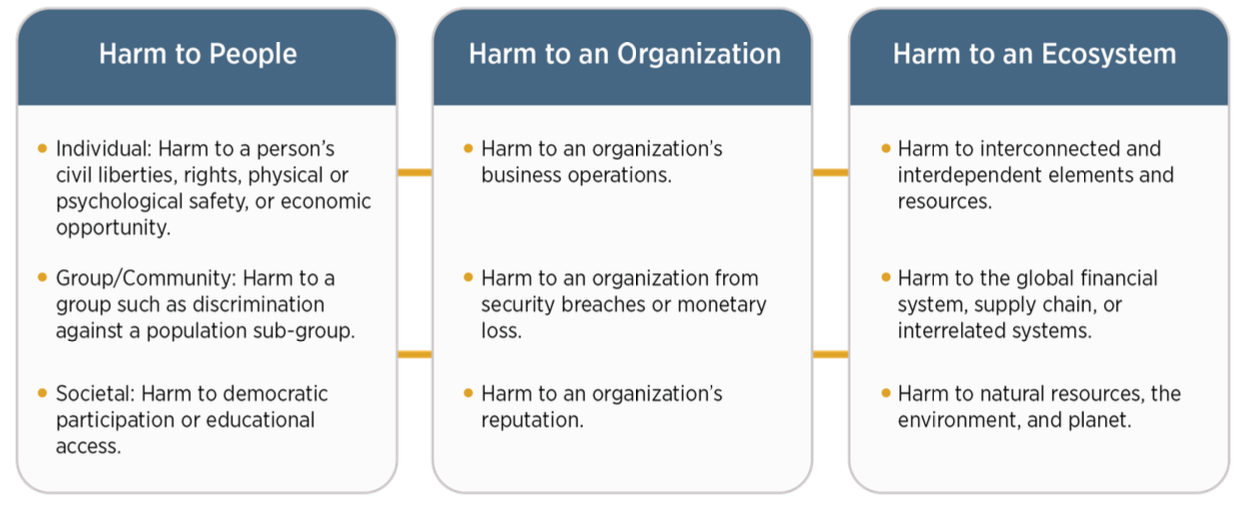 Harm to People
• Individual: Harm to a person’s
civil liberties, rights, physical or
psychological safety, or economic
opportunity.
• Group/Community: Harm to a
group such as discrimination
against a population sub-group.
• Societal: Harm to democratic
participation or educational
access.
Harm to an Organization
• Harm to an organization’s
business operations.
• Harm to an organization from
security breaches or monetary
loss.
• Harm to an organization’s
reputation.
Harm to an Ecosystem
• Harm to interconnected and
interdependent elements and
resources.
• Harm to the global financial
system, supply chain, or
interrelated systems.
• Harm to natural resources, the
environment, and planet.